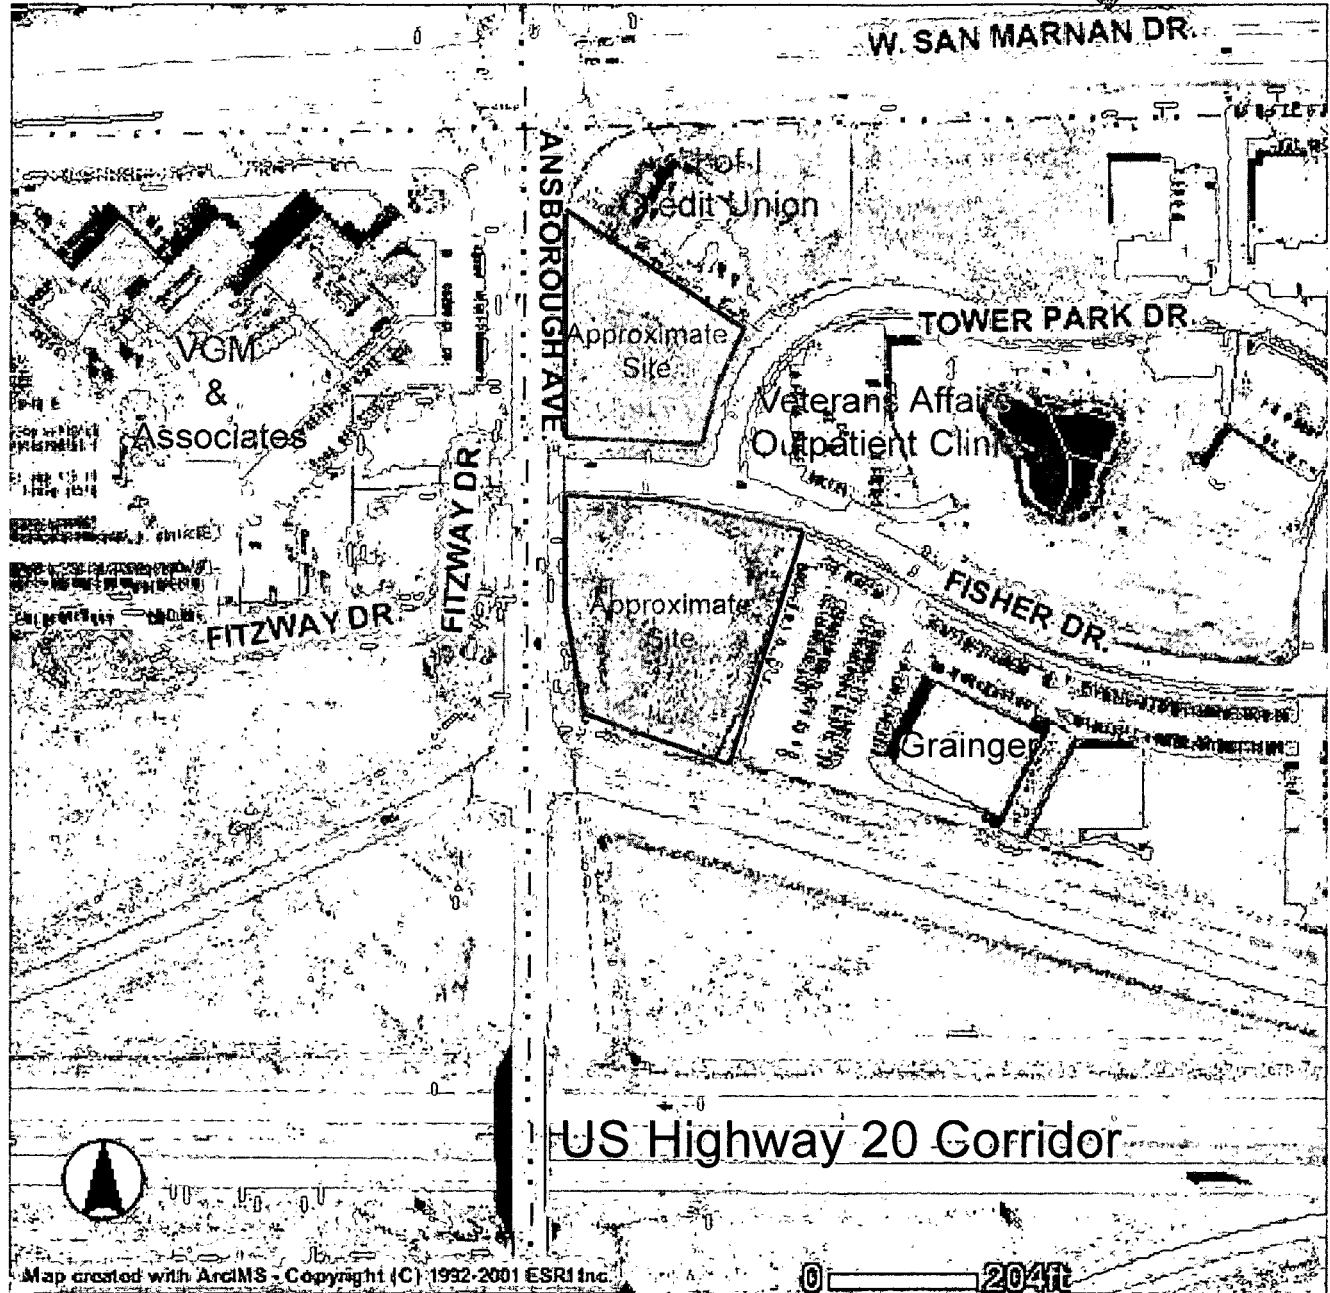 W. SAN MARNAN DR.
ANSBOROUGH AVE
of I
Credit Union
TOWER PARK DR.
Approximate
Site
VGM
&
Associates
Veterans Affairs
Outpatient Clinic
FITZWAY DR
FITZWAY DR.
Approximate
Site
FISHER DR.
Grainger
US Highway 20 Corridor
Map created with ArcIMS - Copyright (C) 1992-2001 ESRI Inc.
0 204ft